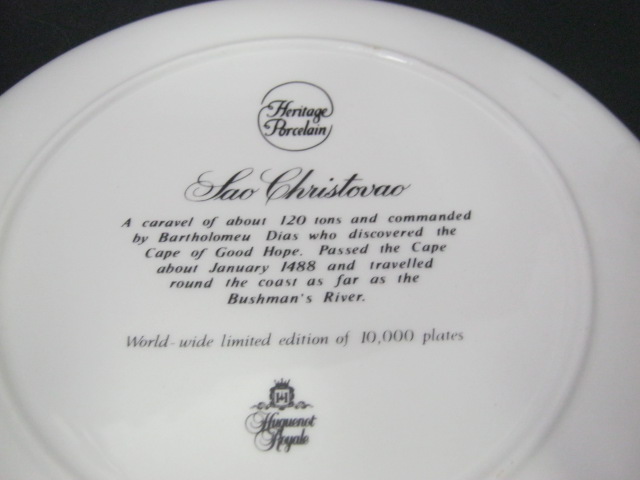 Heritage
Porcelain
Sao Christovao
A caravel of about 120 tons and commanded
by Bartholomeu Dias who discovered the
Cape of Good Hope. Passed the Cape
about January 1488 and travelled
round the coast as far as the
Bushman's River.
World-wide limited edition of 10,000 plates
H
Huguenot
Royale